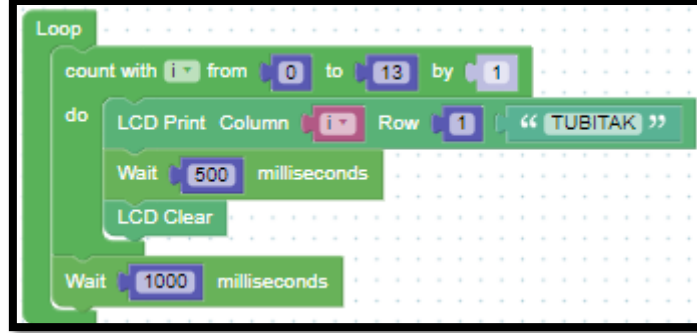 Loop
count with i from 0 to 13 by 1
do
LCD Print Column i Row 1 “ TUBITAK ”
Wait 500 milliseconds
LCD Clear
Wait 1000 milliseconds